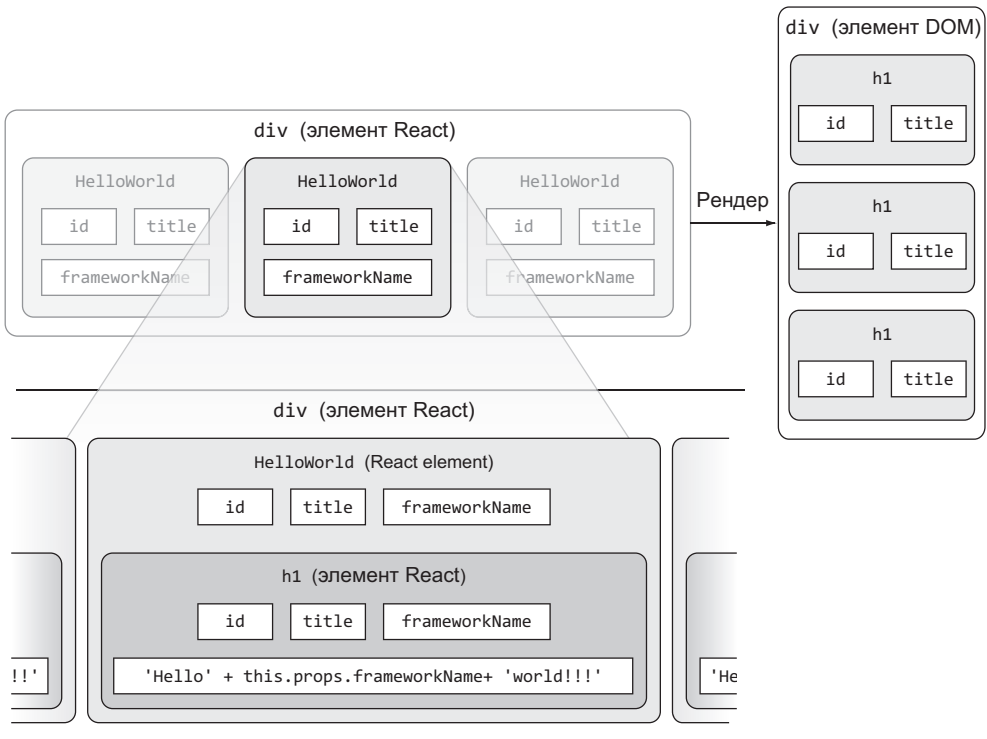 div (элемент DOM)
h1
id title
h1
id title
h1
id title
div (элемент React)
HelloWorld HelloWorld HelloWorld
id title id title id title
frameworkName frameworkName frameworkName
Рендер
div (элемент React)
HelloWorld (React element)
id title frameworkName
h1 (элемент React)
id title frameworkName
!!' 'Hello' + this.props.frameworkName+ 'world!!!' 'He